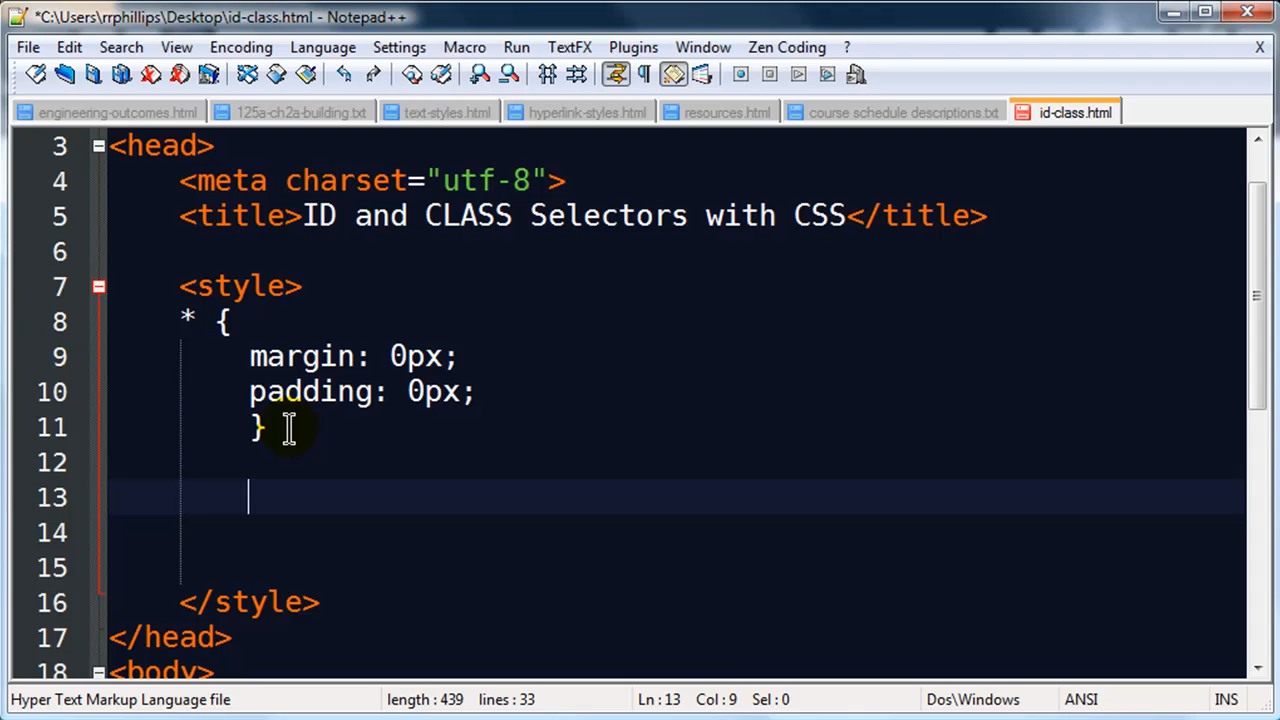 *C:\Users\rrphillips\Desktop\id-class.html - Notepad++
File Edit Search View Encoding Language Settings Macro Run TextFX Plugins Window Zen Coding ? X
engineering-outcomes.html 125a-ch2a-building.txt text-styles.html hyperlink-styles.html resources.html course schedule descriptions.txt id-class.html
3 <head>
4 <meta charset="utf-8">
5 <title>ID and CLASS Selectors with CSS</title>
6
7 <style>
8 * {
9 margin: 0px;
10 padding: 0px;
11 }
12
13
14
15
16 </style>
17 </head>
18 <body>
Hyper Text Markup Language file length : 439 lines : 33 Ln : 13 Col : 9 Sel : 0 Dos\Windows ANSI INS